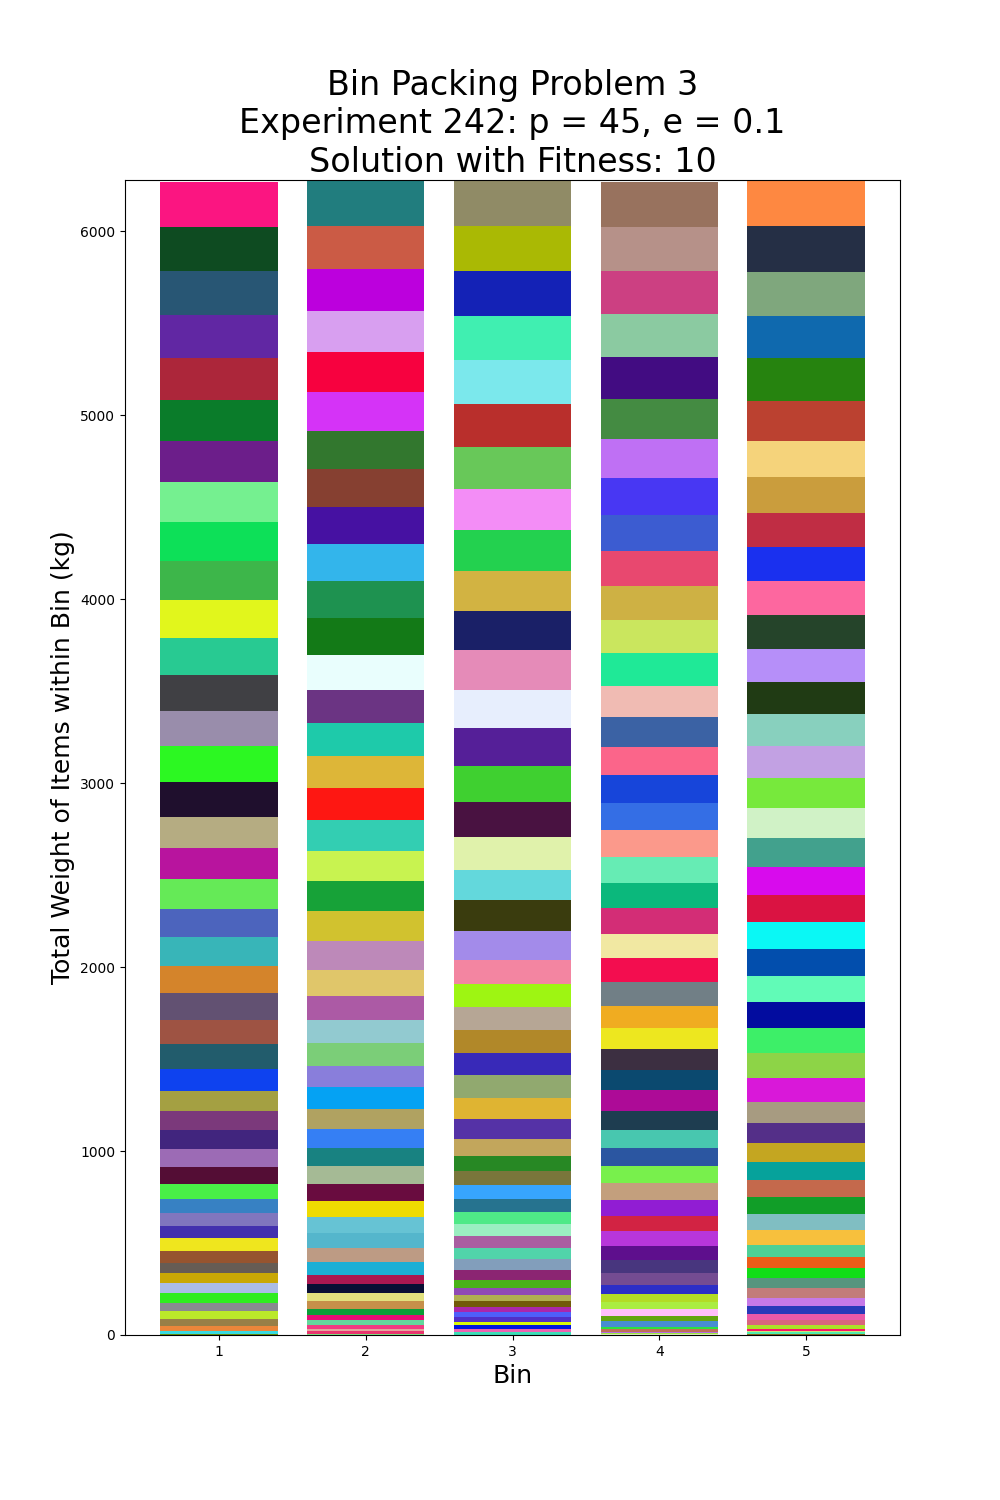 Bin Packing Problem 3
Experiment 242: p = 45, e = 0.1
Solution with Fitness: 10
Total Weight of Items within Bin (kg)
6000
5000
4000
3000
2000
1000
0
1 2 3 4 5
Bin